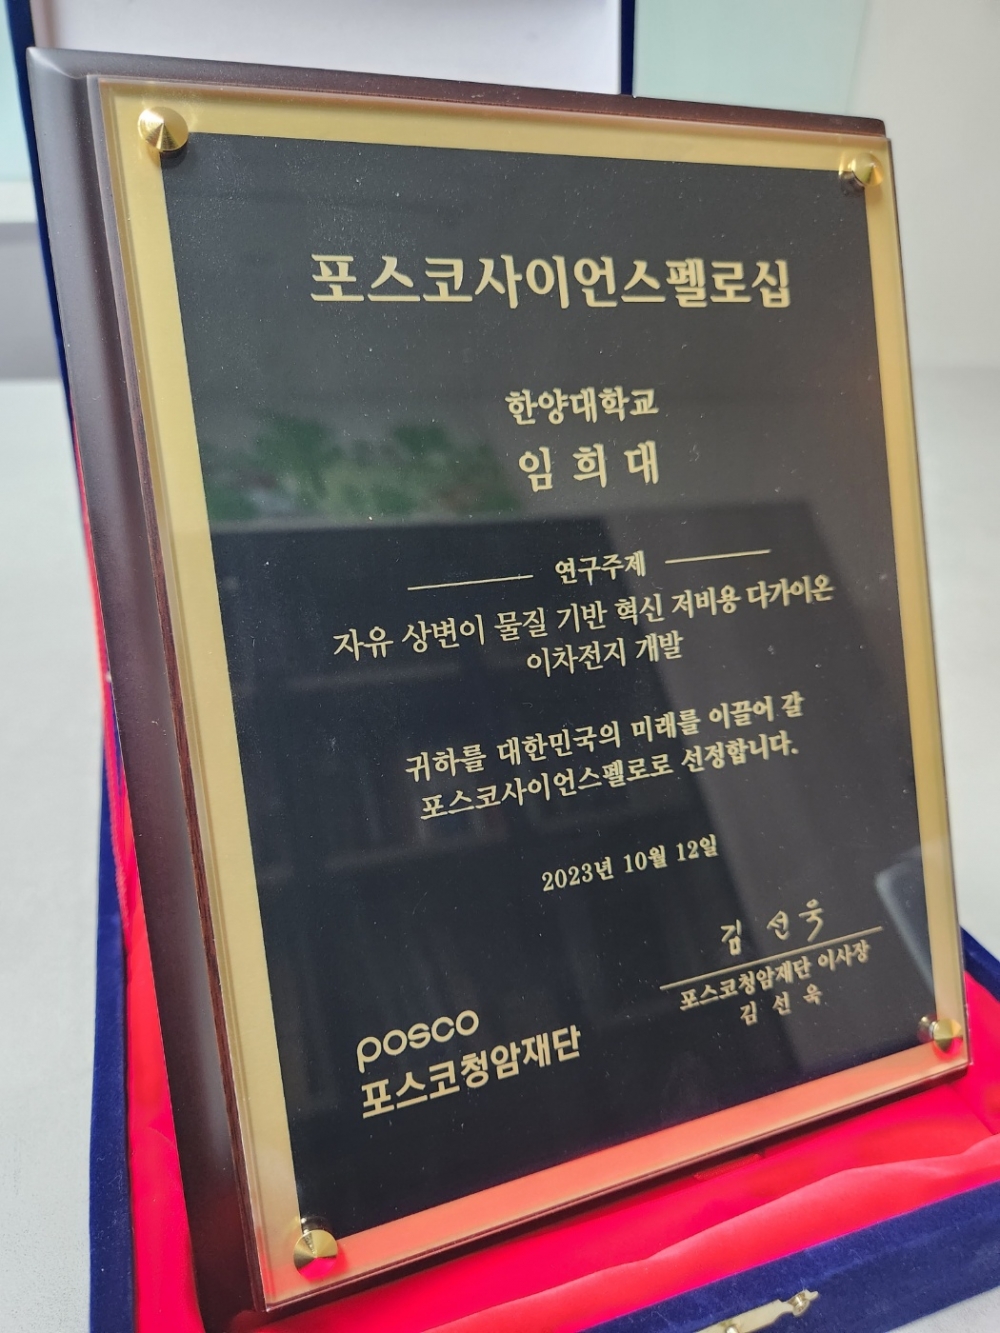 포스코사이언스펠로십
한양대학교
임 희 대
연구주제
자유 상변이 물질 기반 혁신 저비용 다가이온
이차전지 개발
귀하를 대한민국의 미래를 이끌어 갈
포스코사이언스펠로로 선정합니다.
2023년 10월 12일
김 선 욱
포스코청암재단 이사장
김 선 욱
posco
포스코청암재단